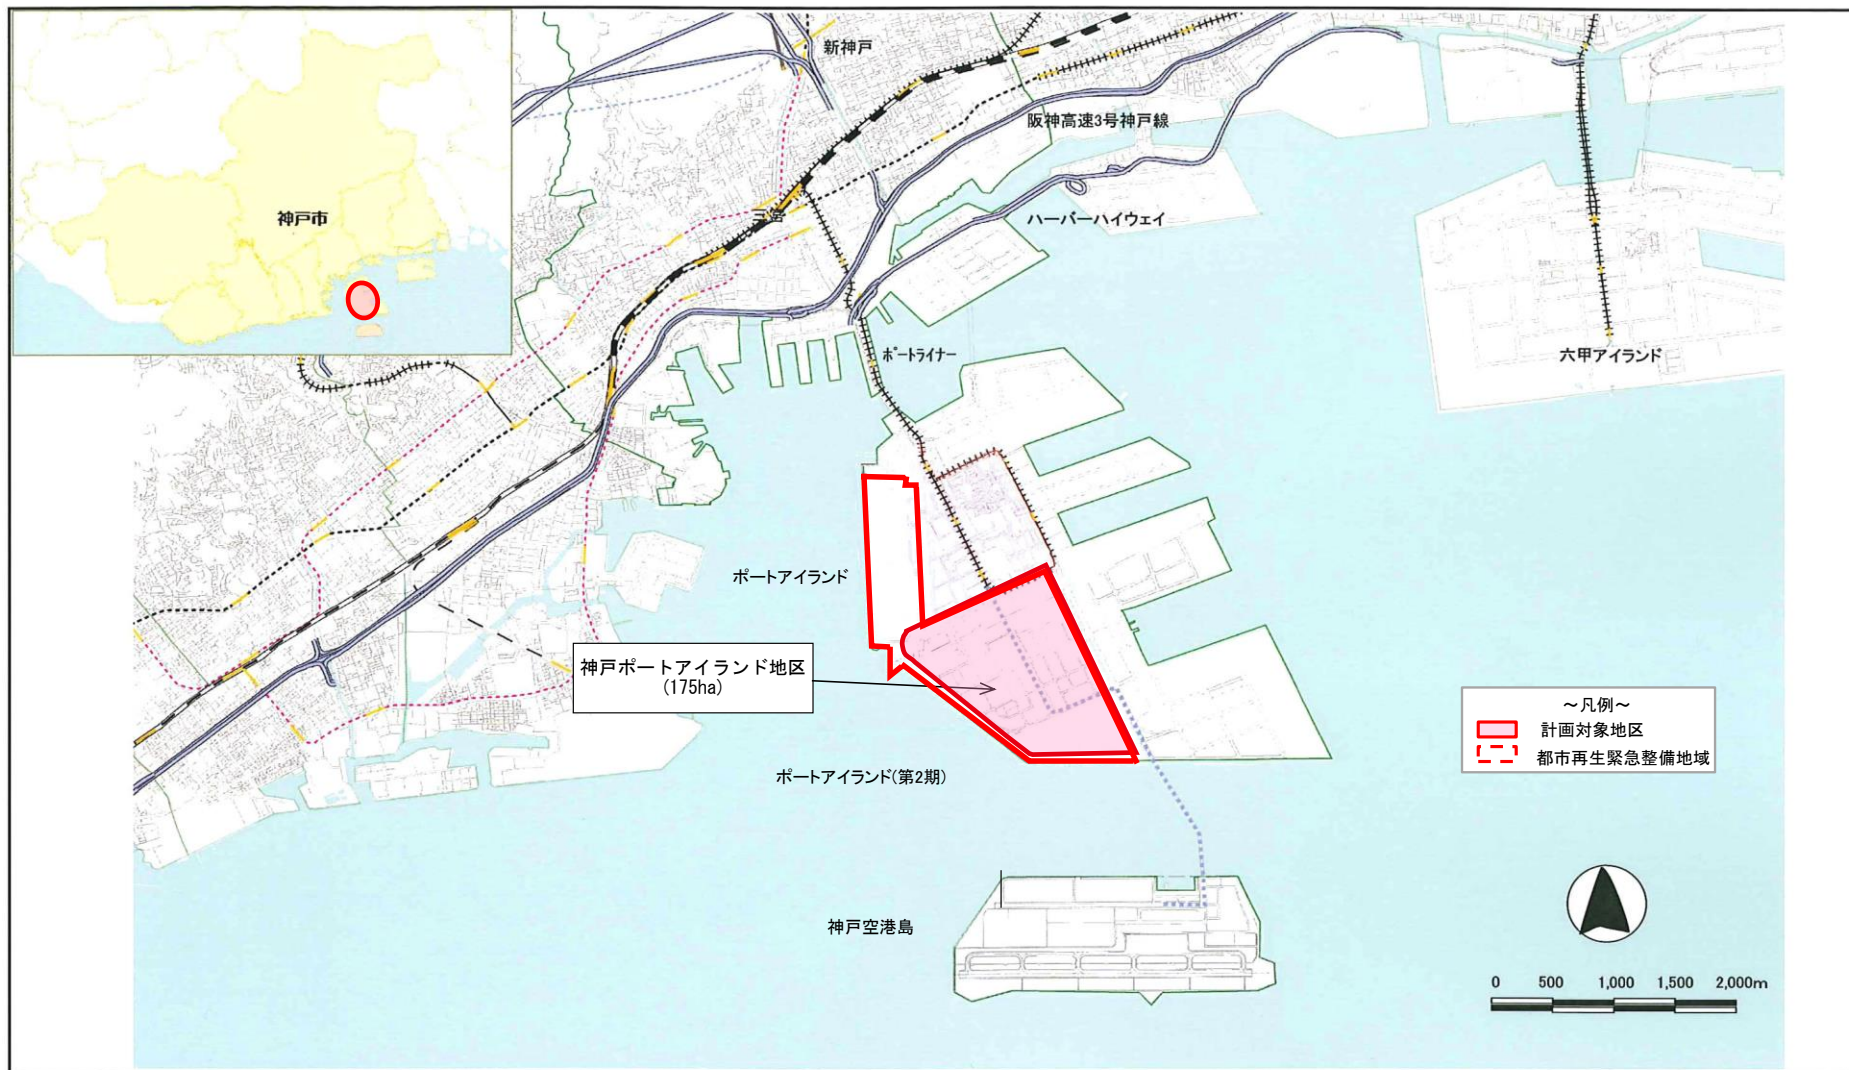 神戸市
新神戸
阪神高速3号神戸線
三宮
ハーバーハイウェイ
ポートライナー
六甲アイランド
ポートアイランド
神戸ポートアイランド地区
(175ha)
～凡例～
計画対象地区
都市再生緊急整備地域
ポートアイランド(第2期)
神戸空港島
0 500 1,000 1,500 2,000m